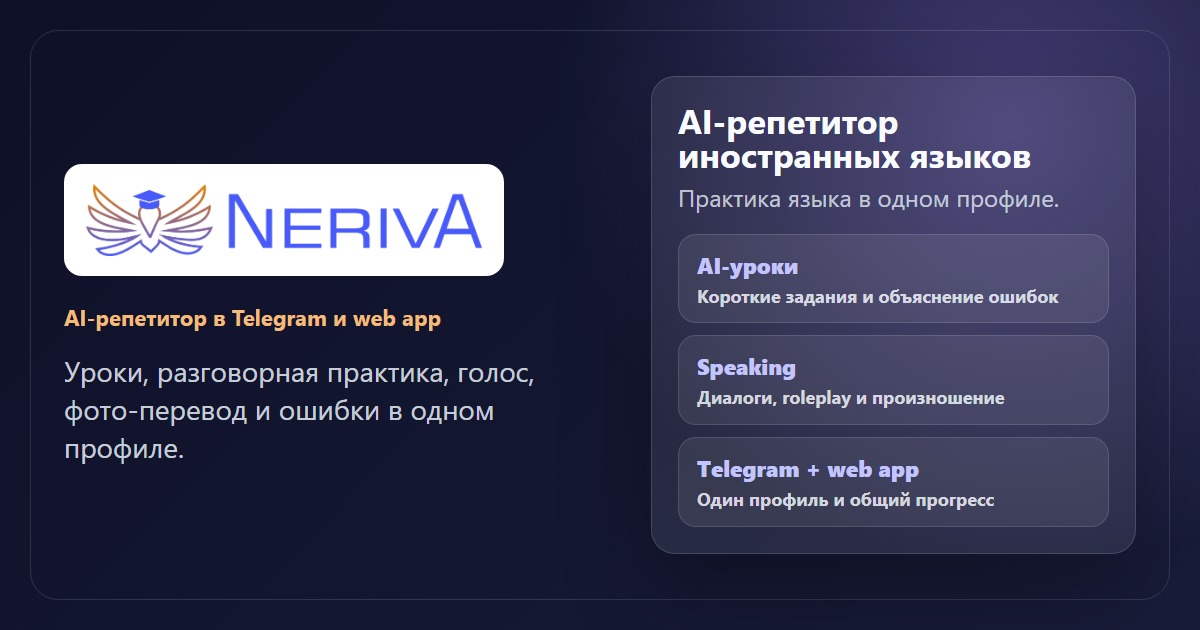 NERIVA
AI-репетитор в Telegram и web app
Уроки, разговорная практика, голос,
фото-перевод и ошибки в одном
профиле.
AI-репетитор
иностранных языков
Практика языка в одном профиле.
AI-уроки
Короткие задания и объяснение ошибок
Speaking
Диалоги, roleplay и произношение
Telegram + web app
Один профиль и общий прогресс